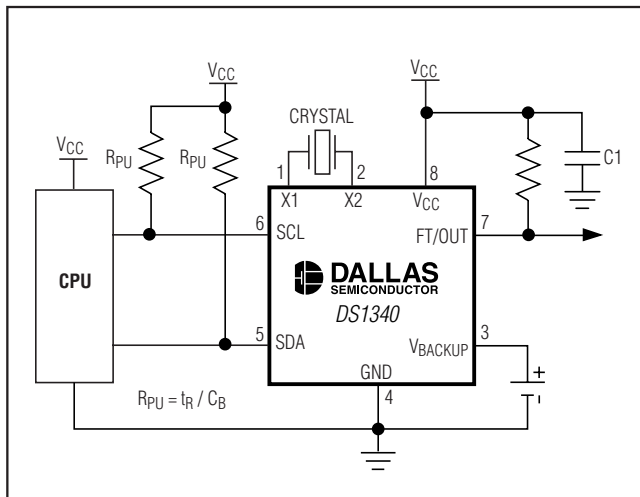 VCC
VCC
CRYSTAL
VCC
RPU
RPU
C1
1
2
8
X1
X2
VCC
6
SCL
FT/OUT
7
CPU
DALLAS
SEMICONDUCTOR
DS1340
5
SDA
VBACKUP
3
+
-
GND
4
RPU = tR / CB